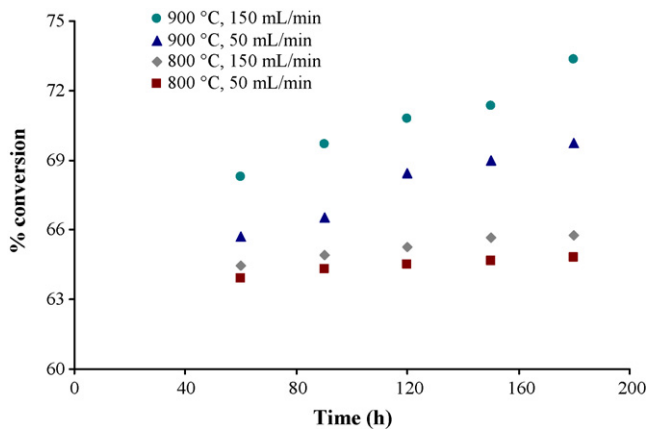 75
900 °C, 150 mL/min
900 °C, 50 mL/min
72
800 °C, 150 mL/min
800 °C, 50 mL/min
69
% conversion
66
63
60
0 40 80 120 160 200
Time (h)